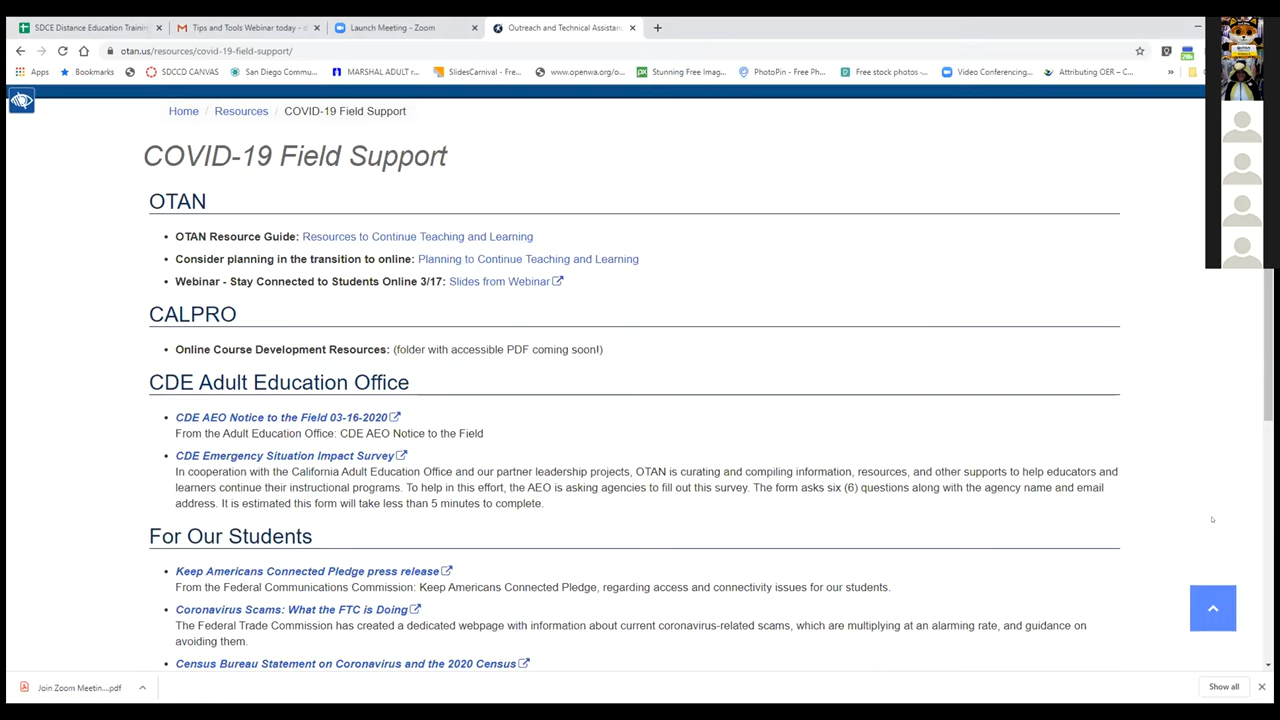 SDCE Distance Education Trainin
Tips and Tools Webinar today -
Launch Meeting - Zoom
Outreach and Technical Assistanc
otan.us/resources/covid-19-field-support/
Apps
Bookmarks
SDCCD CANVAS
San Diego Commu...
MARSHAL ADULT r...
SlidesCarnival - Fre...
www.openwa.org/o...
Stunning Free Imag...
PhotoPin - Free Ph...
Free stock photos -...
Video Conferencing...
Attributing OER – C...
»
Home / Resources / COVID-19 Field Support
COVID-19 Field Support
OTAN
• OTAN Resource Guide: Resources to Continue Teaching and Learning
• Consider planning in the transition to online: Planning to Continue Teaching and Learning
• Webinar - Stay Connected to Students Online 3/17: Slides from Webinar
CALPRO
• Online Course Development Resources: (folder with accessible PDF coming soon!)
CDE Adult Education Office
• CDE AEO Notice to the Field 03-16-2020
From the Adult Education Office: CDE AEO Notice to the Field
• CDE Emergency Situation Impact Survey
In cooperation with the California Adult Education Office and our partner leadership projects, OTAN is curating and compiling information, resources, and other supports to help educators and
learners continue their instructional programs. To help in this effort, the AEO is asking agencies to fill out this survey. The form asks six (6) questions along with the agency name and email
address. It is estimated this form will take less than 5 minutes to complete.
For Our Students
• Keep Americans Connected Pledge press release
From the Federal Communications Commission: Keep Americans Connected Pledge, regarding access and connectivity issues for our students.
• Coronavirus Scams: What the FTC is Doing
The Federal Trade Commission has created a dedicated webpage with information about current coronavirus-related scams, which are multiplying at an alarming rate, and guidance on
avoiding them.
• Census Bureau Statement on Coronavirus and the 2020 Census
Join Zoom Meetin....pdf
Show all